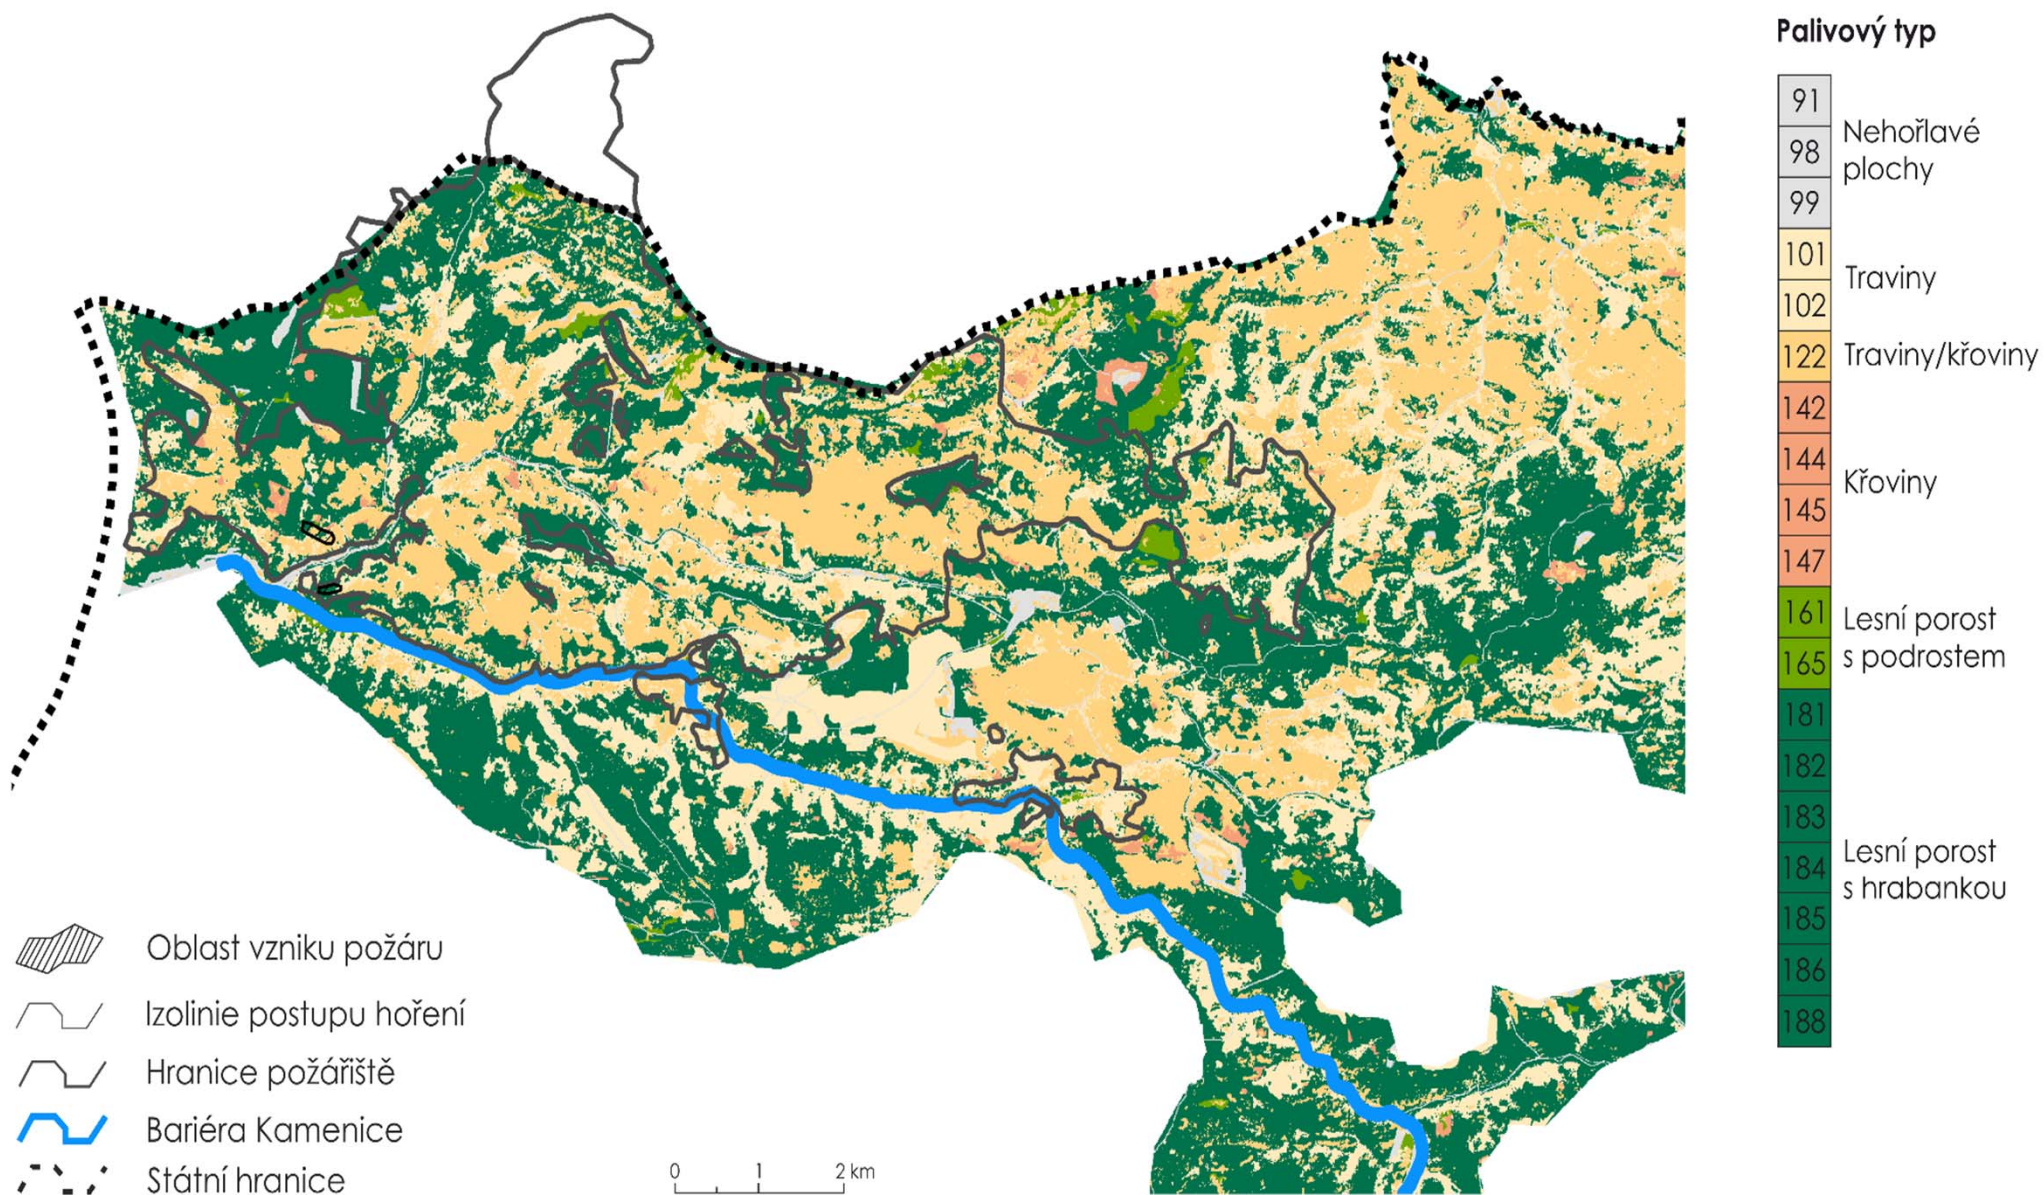 Palivový typ
91
98
99
Nehořlavé
plochy
101
102
Traviny
122
Traviny/křoviny
142
144
145
147
Křoviny
161
165
Lesní porost
s podrostem
181
182
183
184
185
186
188
Lesní porost
s hrabankou
Oblast vzniku požáru
Izolinie postupu hoření
Hranice požářiště
Bariéra Kamenice
Státní hranice
0 1 2 km